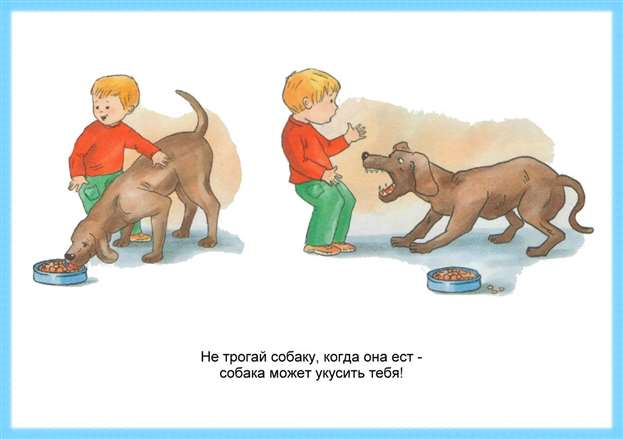 Не трогай собаку, когда она ест -
собака может укусить тебя!